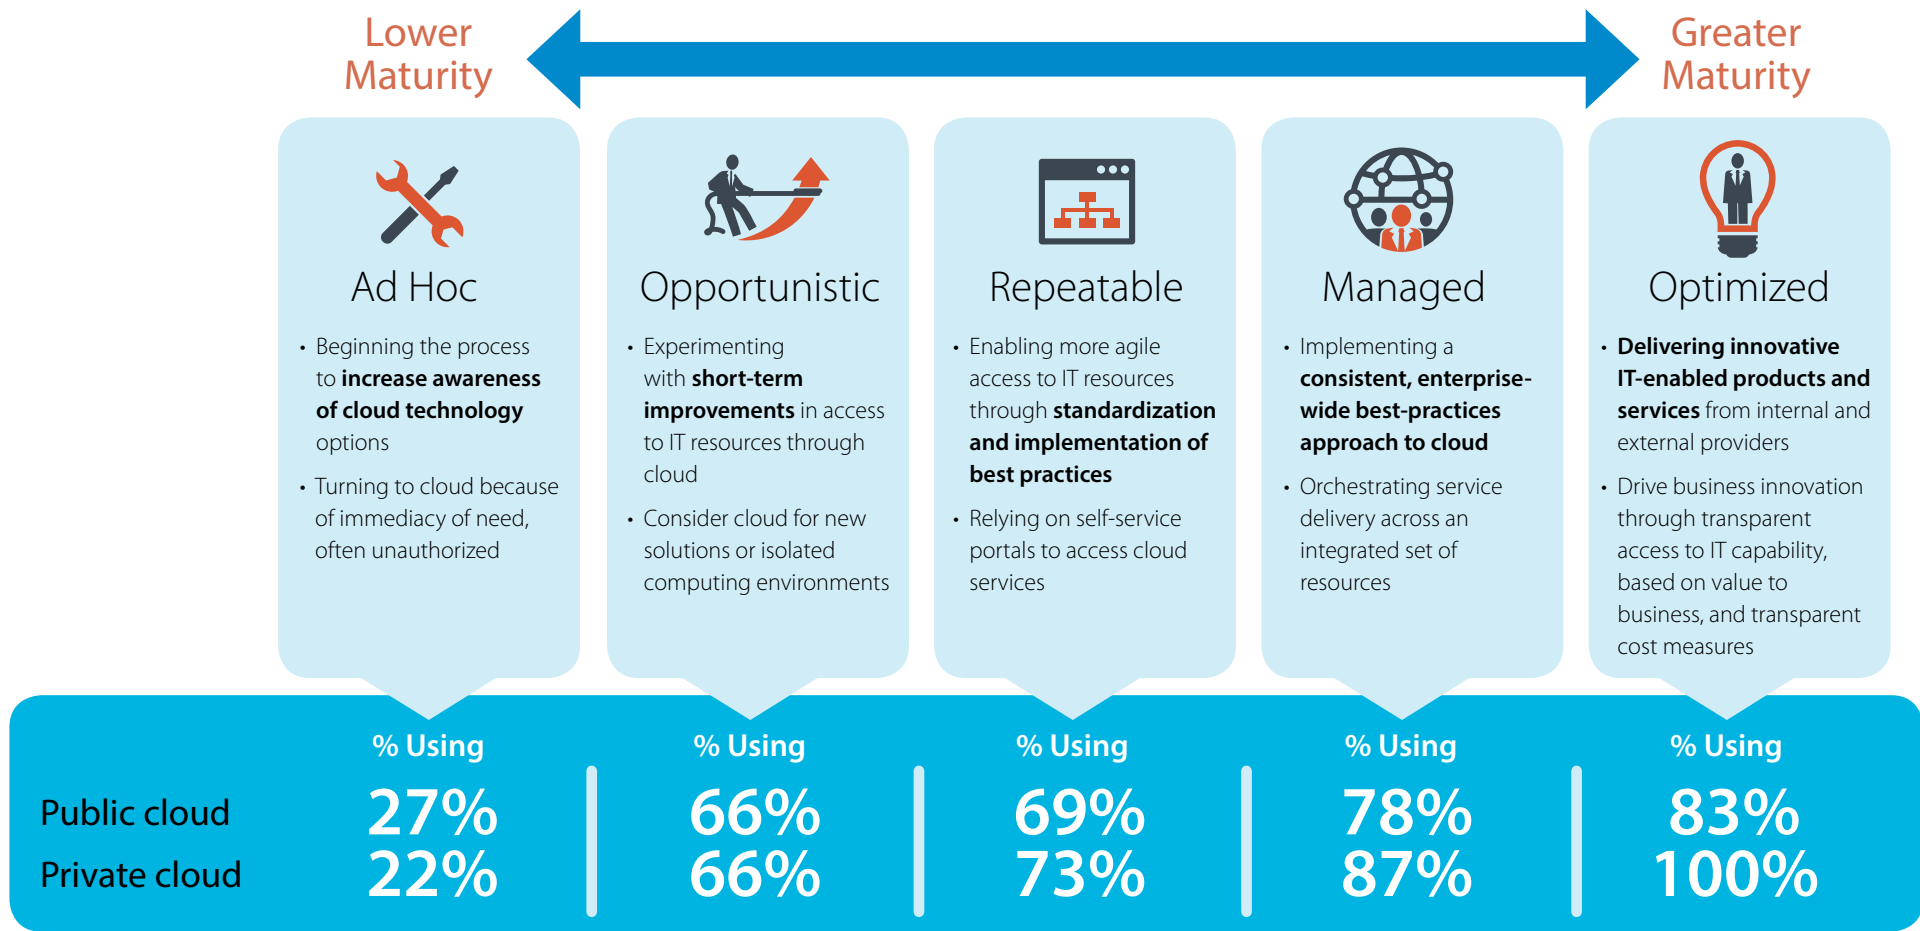 Lower
Maturity
Greater
Maturity
Ad Hoc
• Beginning the process
to increase awareness
of cloud technology
options
• Turning to cloud because
of immediacy of need,
often unauthorized
Opportunistic
• Experimenting
with short-term
improvements in access
to IT resources through
cloud
• Consider cloud for new
solutions or isolated
computing environments
Repeatable
• Enabling more agile
access to IT resources
through standardization
and implementation of
best practices
• Relying on self-service
portals to access cloud
services
Managed
• Implementing a
consistent, enterprise-
wide best-practices
approach to cloud
• Orchestrating service
delivery across an
integrated set of
resources
Optimized
• Delivering innovative
IT-enabled products and
services from internal and
external providers
• Drive business innovation
through transparent
access to IT capability,
based on value to
business, and transparent
cost measures
% Using % Using % Using % Using % Using
Public cloud 27% 66% 69% 78% 83%
Private cloud 22% 66% 73% 87% 100%